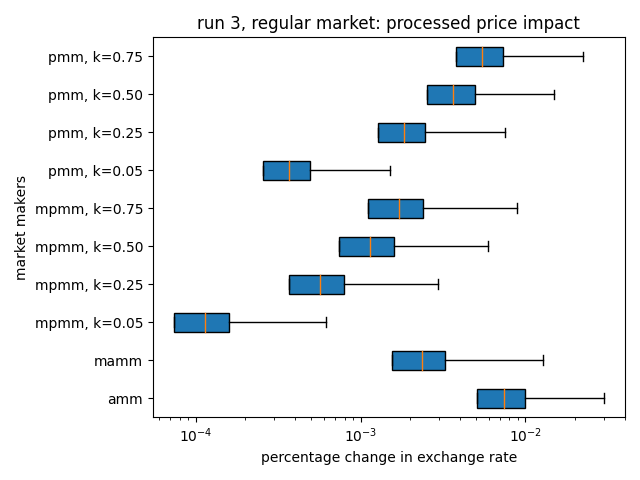 run 3, regular market: processed price impact
pmm, k=0.75
pmm, k=0.50
pmm, k=0.25
pmm, k=0.05
mpmm, k=0.75
mpmm, k=0.50
mpmm, k=0.25
mpmm, k=0.05
mamm
amm
market makers
10⁻⁴ 10⁻³ 10⁻²
percentage change in exchange rate